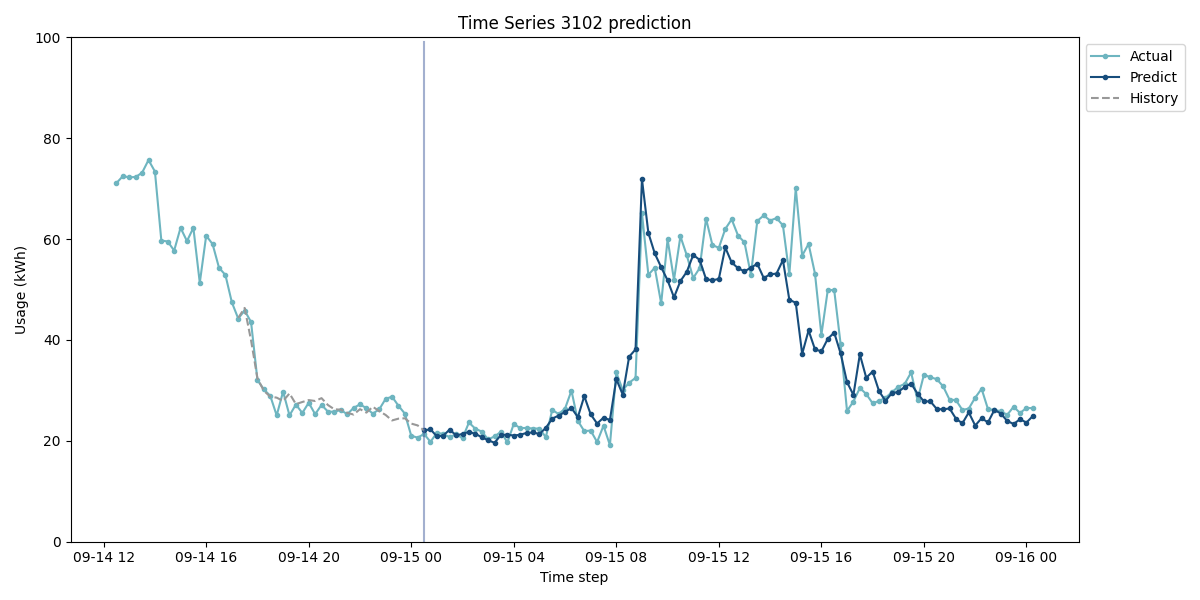 Time Series 3102 prediction
100
80
60
40
20
0
Usage (kWh)
09-14 12
09-14 16
09-14 20
09-15 00
09-15 04
09-15 08
09-15 12
09-15 16
09-15 20
09-16 00
Time step
Actual
Predict
History